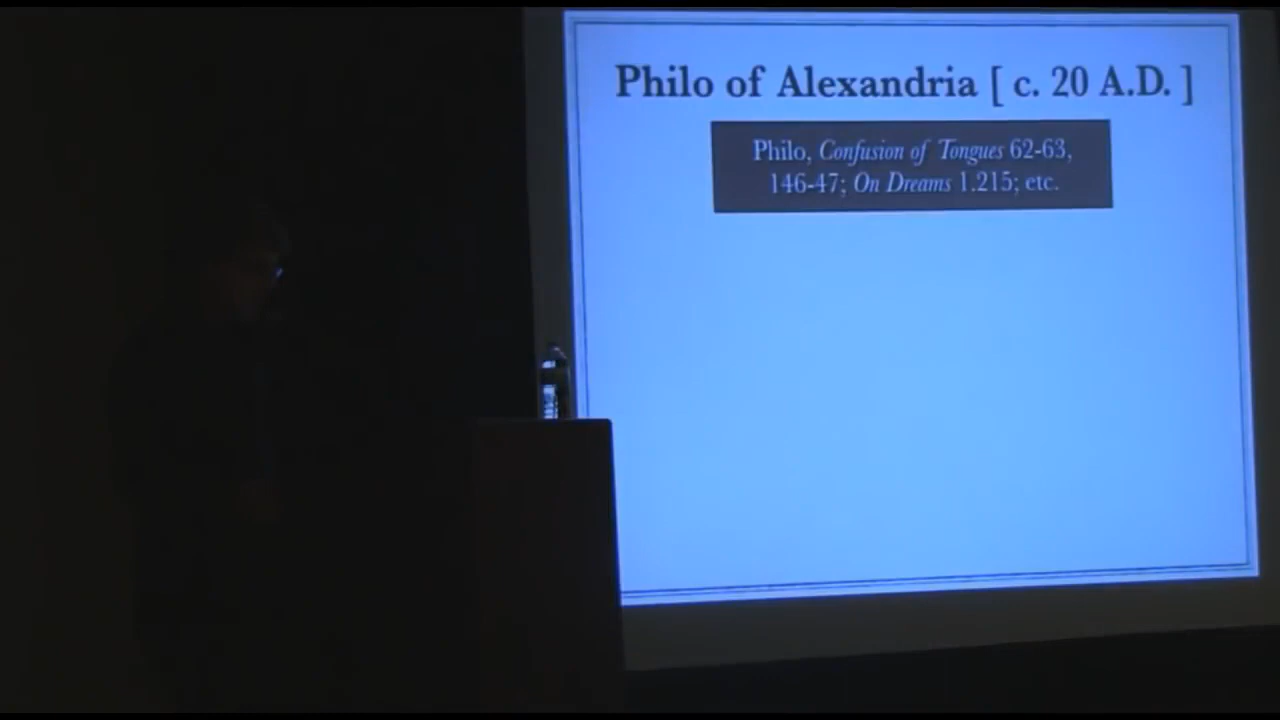 Philo of Alexandria [ c. 20 A.D. ]
Philo, Confusion of Tongues 62-63,
146-47; On Dreams 1.215; etc.